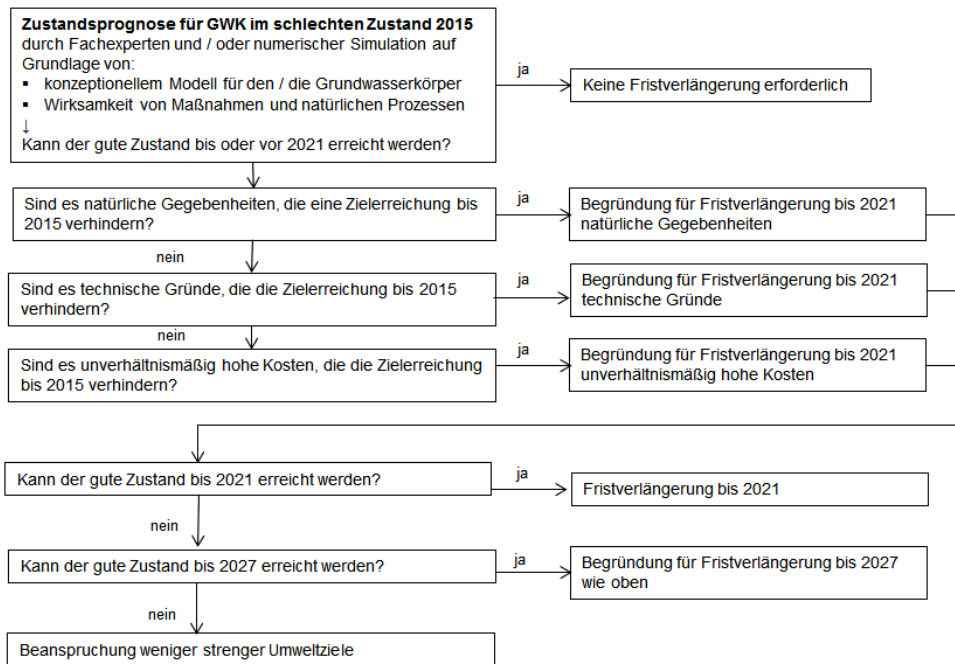 Zustandsprognose für GWK im schlechten Zustand 2015
durch Fachexperten und / oder numerischer Simulation auf
Grundlage von:
▪ konzeptionellem Modell für den / die Grundwasserkörper
▪ Wirksamkeit von Maßnahmen und natürlichen Prozessen
↓
Kann der gute Zustand bis oder vor 2021 erreicht werden?
ja
Keine Fristverlängerung erforderlich
Sind es natürliche Gegebenheiten, die eine Zielerreichung bis
2015 verhindern?
ja
Begründung für Fristverlängerung bis 2021
natürliche Gegebenheiten
nein
Sind es technische Gründe, die die Zielerreichung bis 2015
verhindern?
ja
Begründung für Fristverlängerung bis 2021
technische Gründe
nein
Sind es unverhältnismäßig hohe Kosten, die die Zielerreichung
bis 2015 verhindern?
ja
Begründung für Fristverlängerung bis 2021
unverhältnismäßig hohe Kosten
Kann der gute Zustand bis 2021 erreicht werden?
ja
Fristverlängerung bis 2021
nein
Kann der gute Zustand bis 2027 erreicht werden?
ja
Begründung für Fristverlängerung bis 2027
wie oben
nein
Beanspruchung weniger strenger Umweltziele